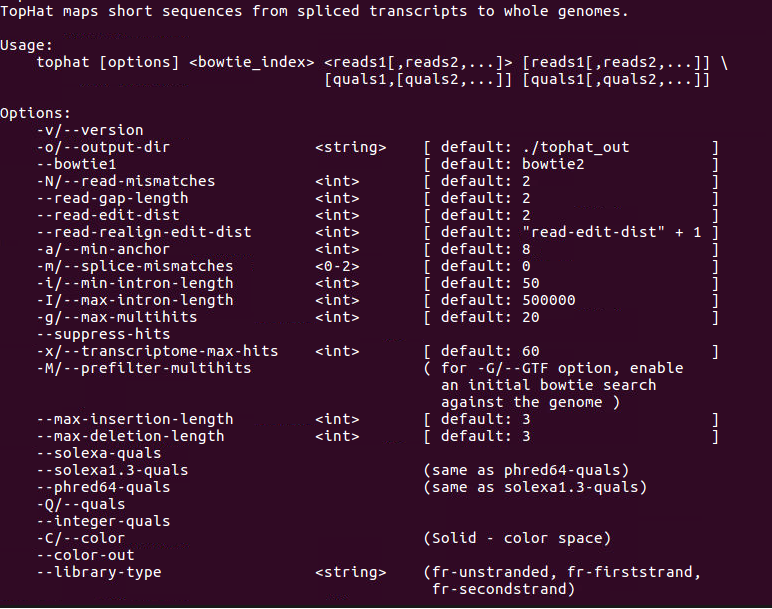 TopHat maps short sequences from spliced transcripts to whole genomes.

Usage:
    tophat [options] <bowtie_index> <reads1[,reads2,...]> [reads1[,reads2,...]] \
                                    [quals1,[quals2,...]] [quals1[,quals2,...]]

Options:
    -v/--version
    -o/--output-dir                <string>    [ default: ./tophat_out         ]
    --bowtie1                                  [ default: bowtie2              ]
    -N/--read-mismatches           <int>       [ default: 2                    ]
    --read-gap-length              <int>       [ default: 2                    ]
    --read-edit-dist               <int>       [ default: 2                    ]
    --read-realign-edit-dist       <int>       [ default: "read-edit-dist" + 1 ]
    -a/--min-anchor                <int>       [ default: 8                    ]
    -m/--splice-mismatches         <0-2>       [ default: 0                    ]
    -i/--min-intron-length         <int>       [ default: 50                   ]
    -I/--max-intron-length         <int>       [ default: 500000               ]
    -g/--max-multihits             <int>       [ default: 20                   ]
    --suppress-hits
    -x/--transcriptome-max-hits    <int>       [ default: 60                   ]
    -M/--prefilter-multihits                   ( for -G/--GTF option, enable
                                                 an initial bowtie search
                                                 against the genome )
    --max-insertion-length         <int>       [ default: 3                    ]
    --max-deletion-length          <int>       [ default: 3                    ]
    --solexa-quals
    --solexa1.3-quals                          (same as phred64-quals)
    --phred64-quals                            (same as solexa1.3-quals)
    -Q/--quals
    --integer-quals
    -C/--color                                 (Solid - color space)
    --color-out
    --library-type                 <string>    (fr-unstranded, fr-firststrand,
                                                fr-secondstrand)